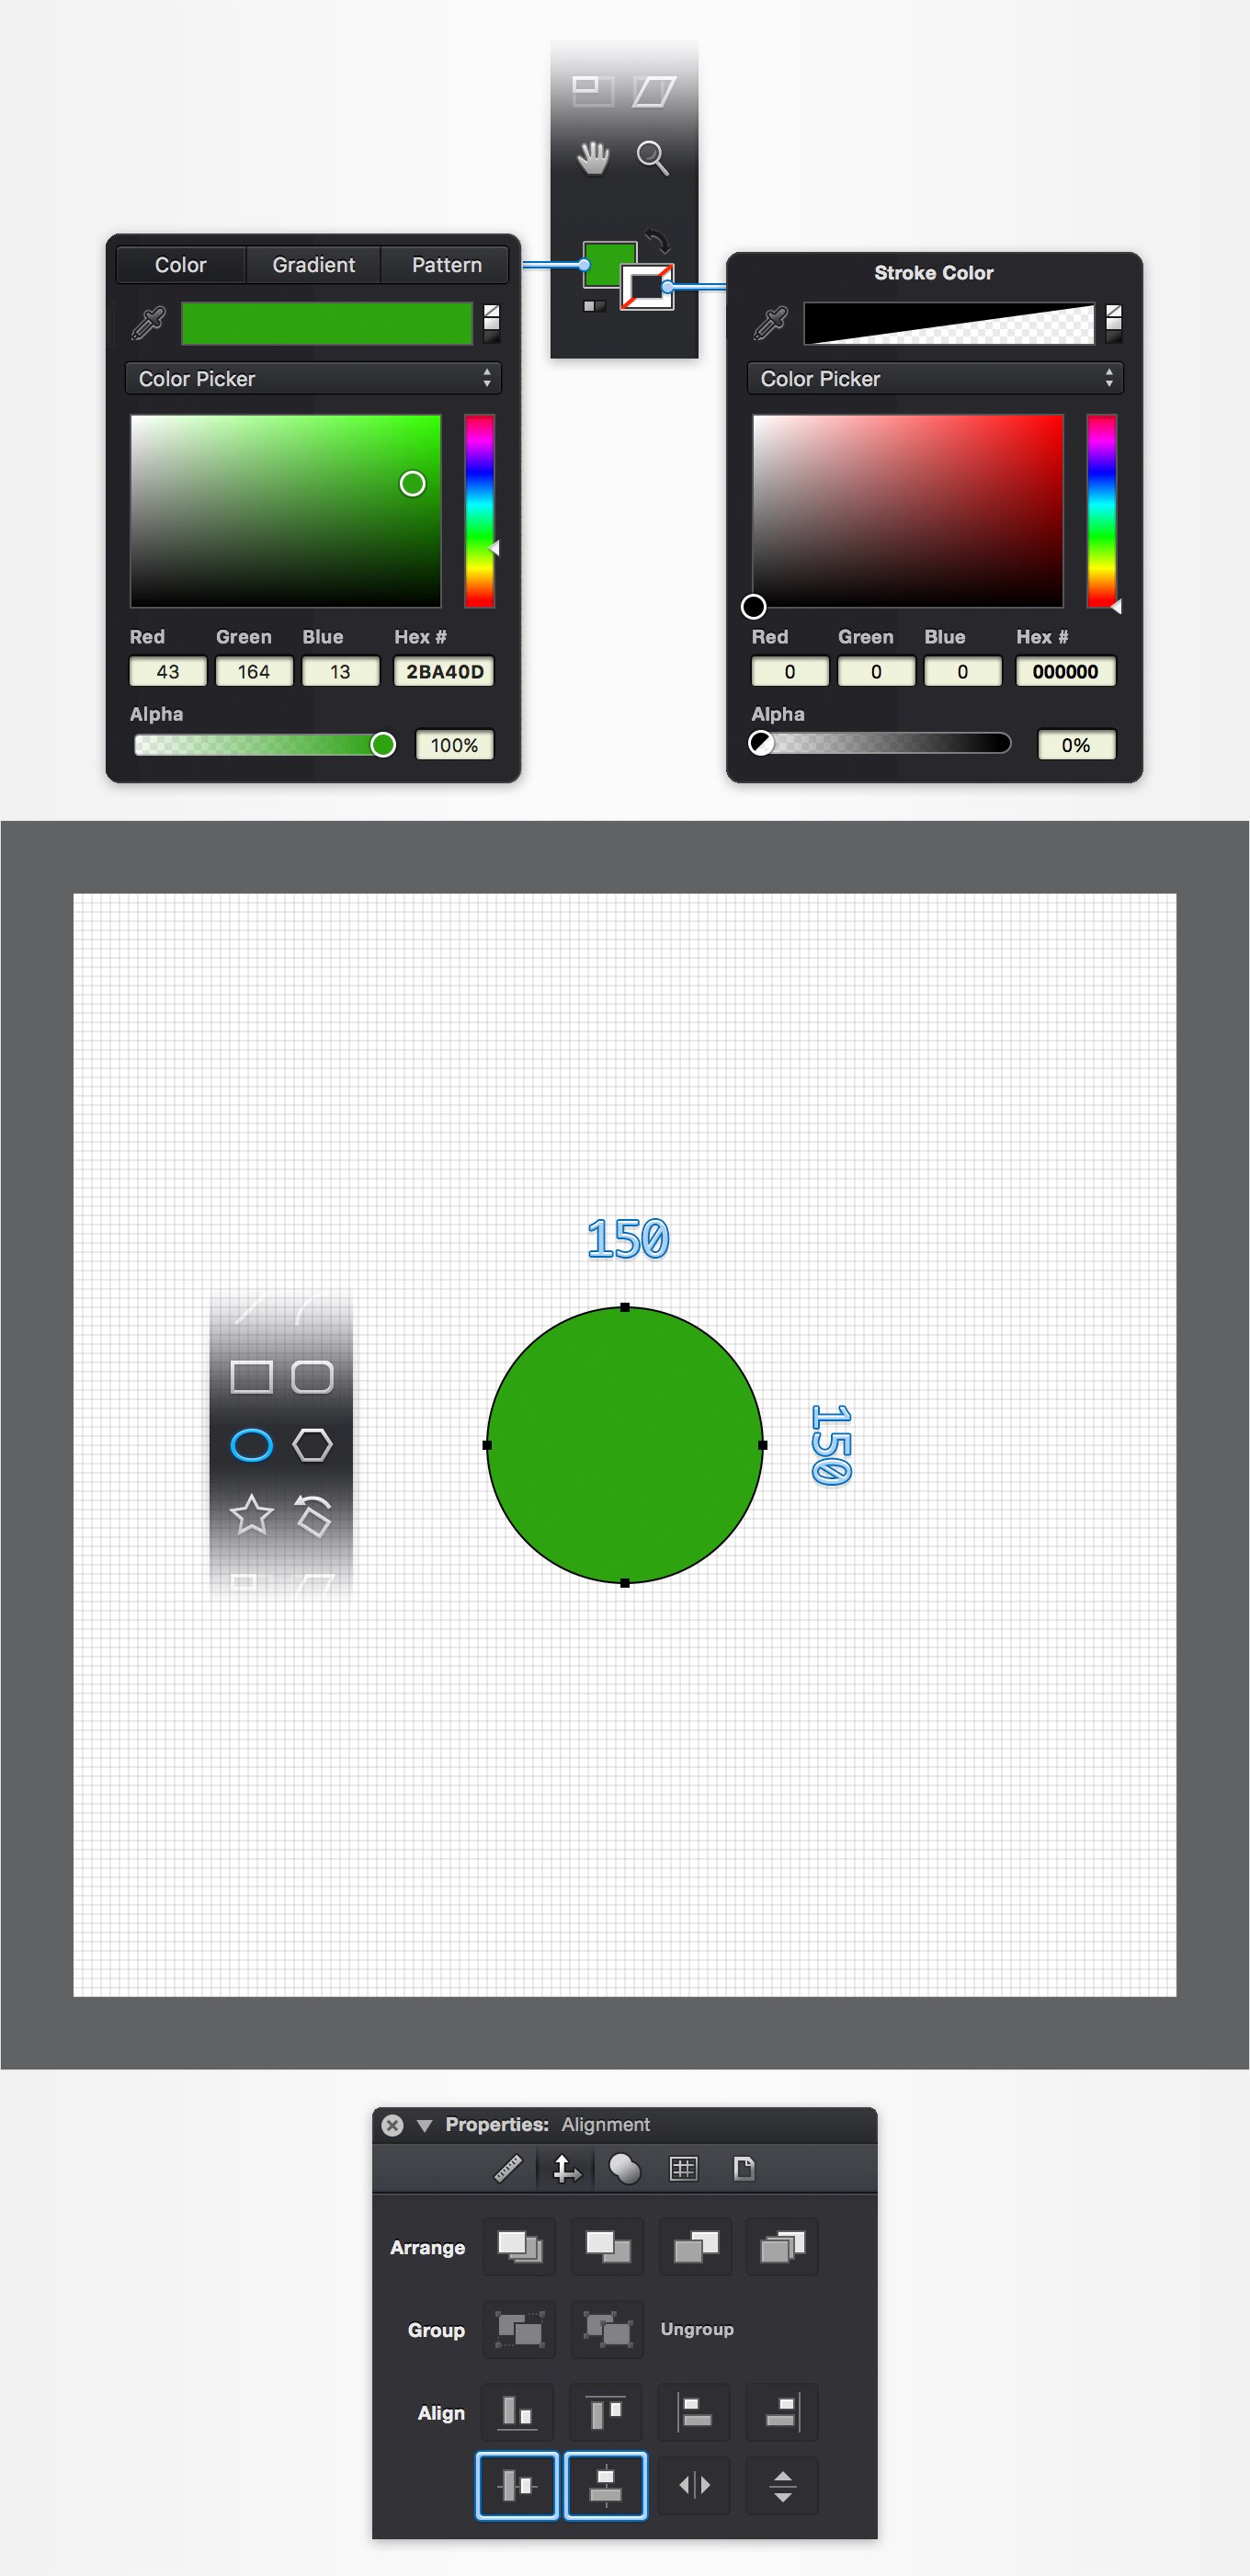 Color Gradient Pattern
Color Picker
Red Green Blue Hex #
43 164 13 2BA40D
Alpha
100%
Stroke Color
Color Picker
Red Green Blue Hex #
0 0 0 000000
Alpha
0%
150
150
Properties: Alignment
Arrange
Group Ungroup
Align